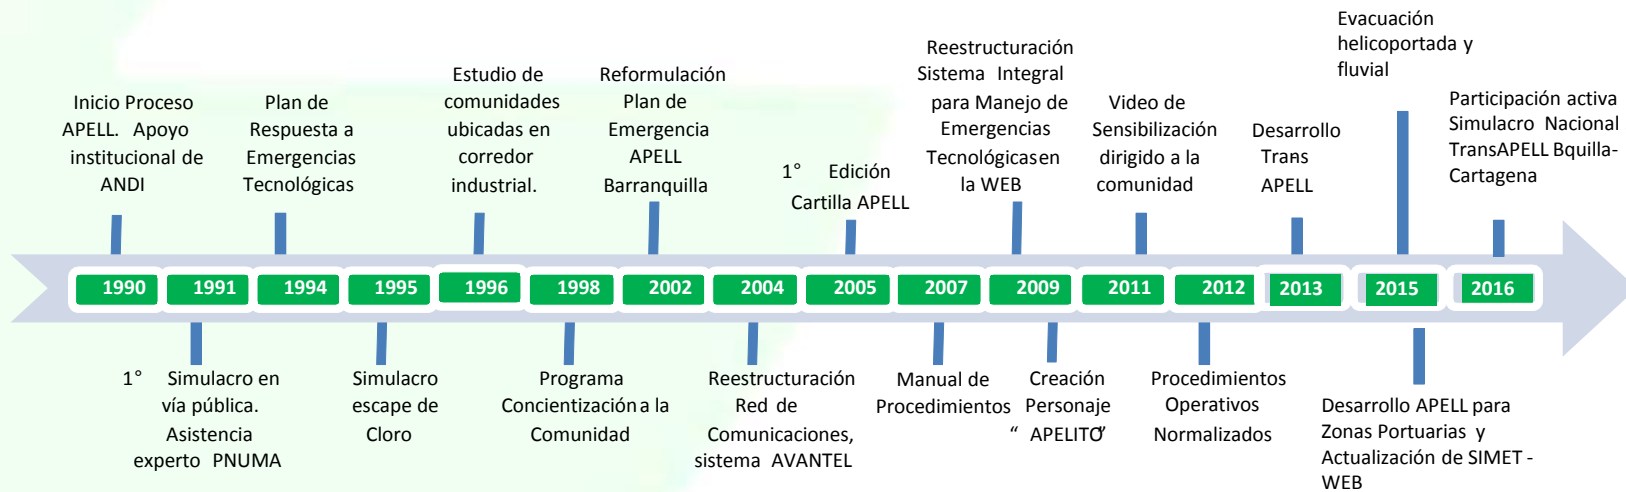 Inicio Proceso
APELL. Apoyo
institucional de
ANDI
Plan de
Respuesta a
Emergencias
Tecnológicas
Estudio de
comunidades
ubicadas en
corredor
industrial.
Reformulación
Plan de
Emergencia
APELL
Barranquilla
1° Edición
Cartilla APELL
Reestructuración
Sistema Integral
para Manejo de
Emergencias
Tecnológicas en
la WEB
Video de
Sensibilización
dirigido a la
comunidad
Desarrollo
Trans
APELL
Evacuación
helicoportada y
fluvial
Participación activa
Simulacro Nacional
TransAPELL Bquilla-
Cartagena
1990 1991 1994 1995 1996 1998 2002 2004 2005 2007 2009 2011 2012 2013 2015 2016
1° Simulacro en
vía pública.
Asistencia
experto PNUMA
Simulacro
escape de
Cloro
Programa
Concientización a la
Comunidad
Reestructuración
Red de
Comunicaciones,
sistema AVANTEL
Manual de
Procedimientos
Creación
Personaje
“ APELITO”
Procedimientos
Operativos
Normalizados
Desarrollo APELL para
Zonas Portuarias y
Actualización de SIMET -
WEB